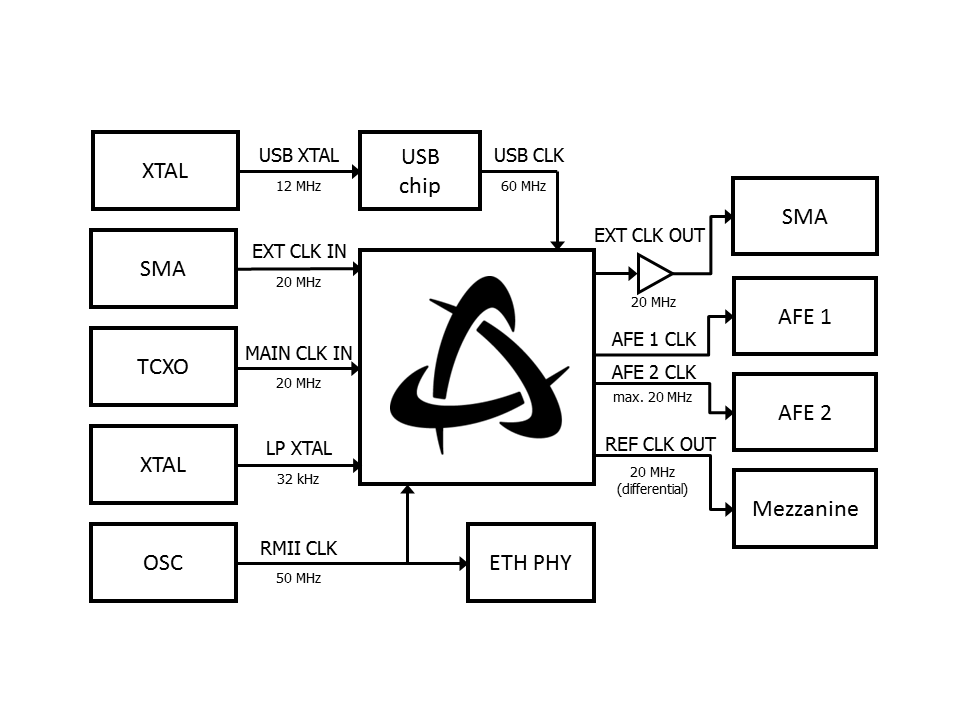 XTAL
USB XTAL
12 MHz
USB
chip
USB CLK
60 MHz
SMA
EXT CLK IN
20 MHz
TCXO
MAIN CLK IN
20 MHz
XTAL
LP XTAL
32 kHz
OSC
RMII CLK
50 MHz
ETH PHY
EXT CLK OUT
20 MHz
SMA
AFE 1 CLK
AFE 1
AFE 2 CLK
max. 20 MHz
AFE 2
REF CLK OUT
20 MHz
(differential)
Mezzanine